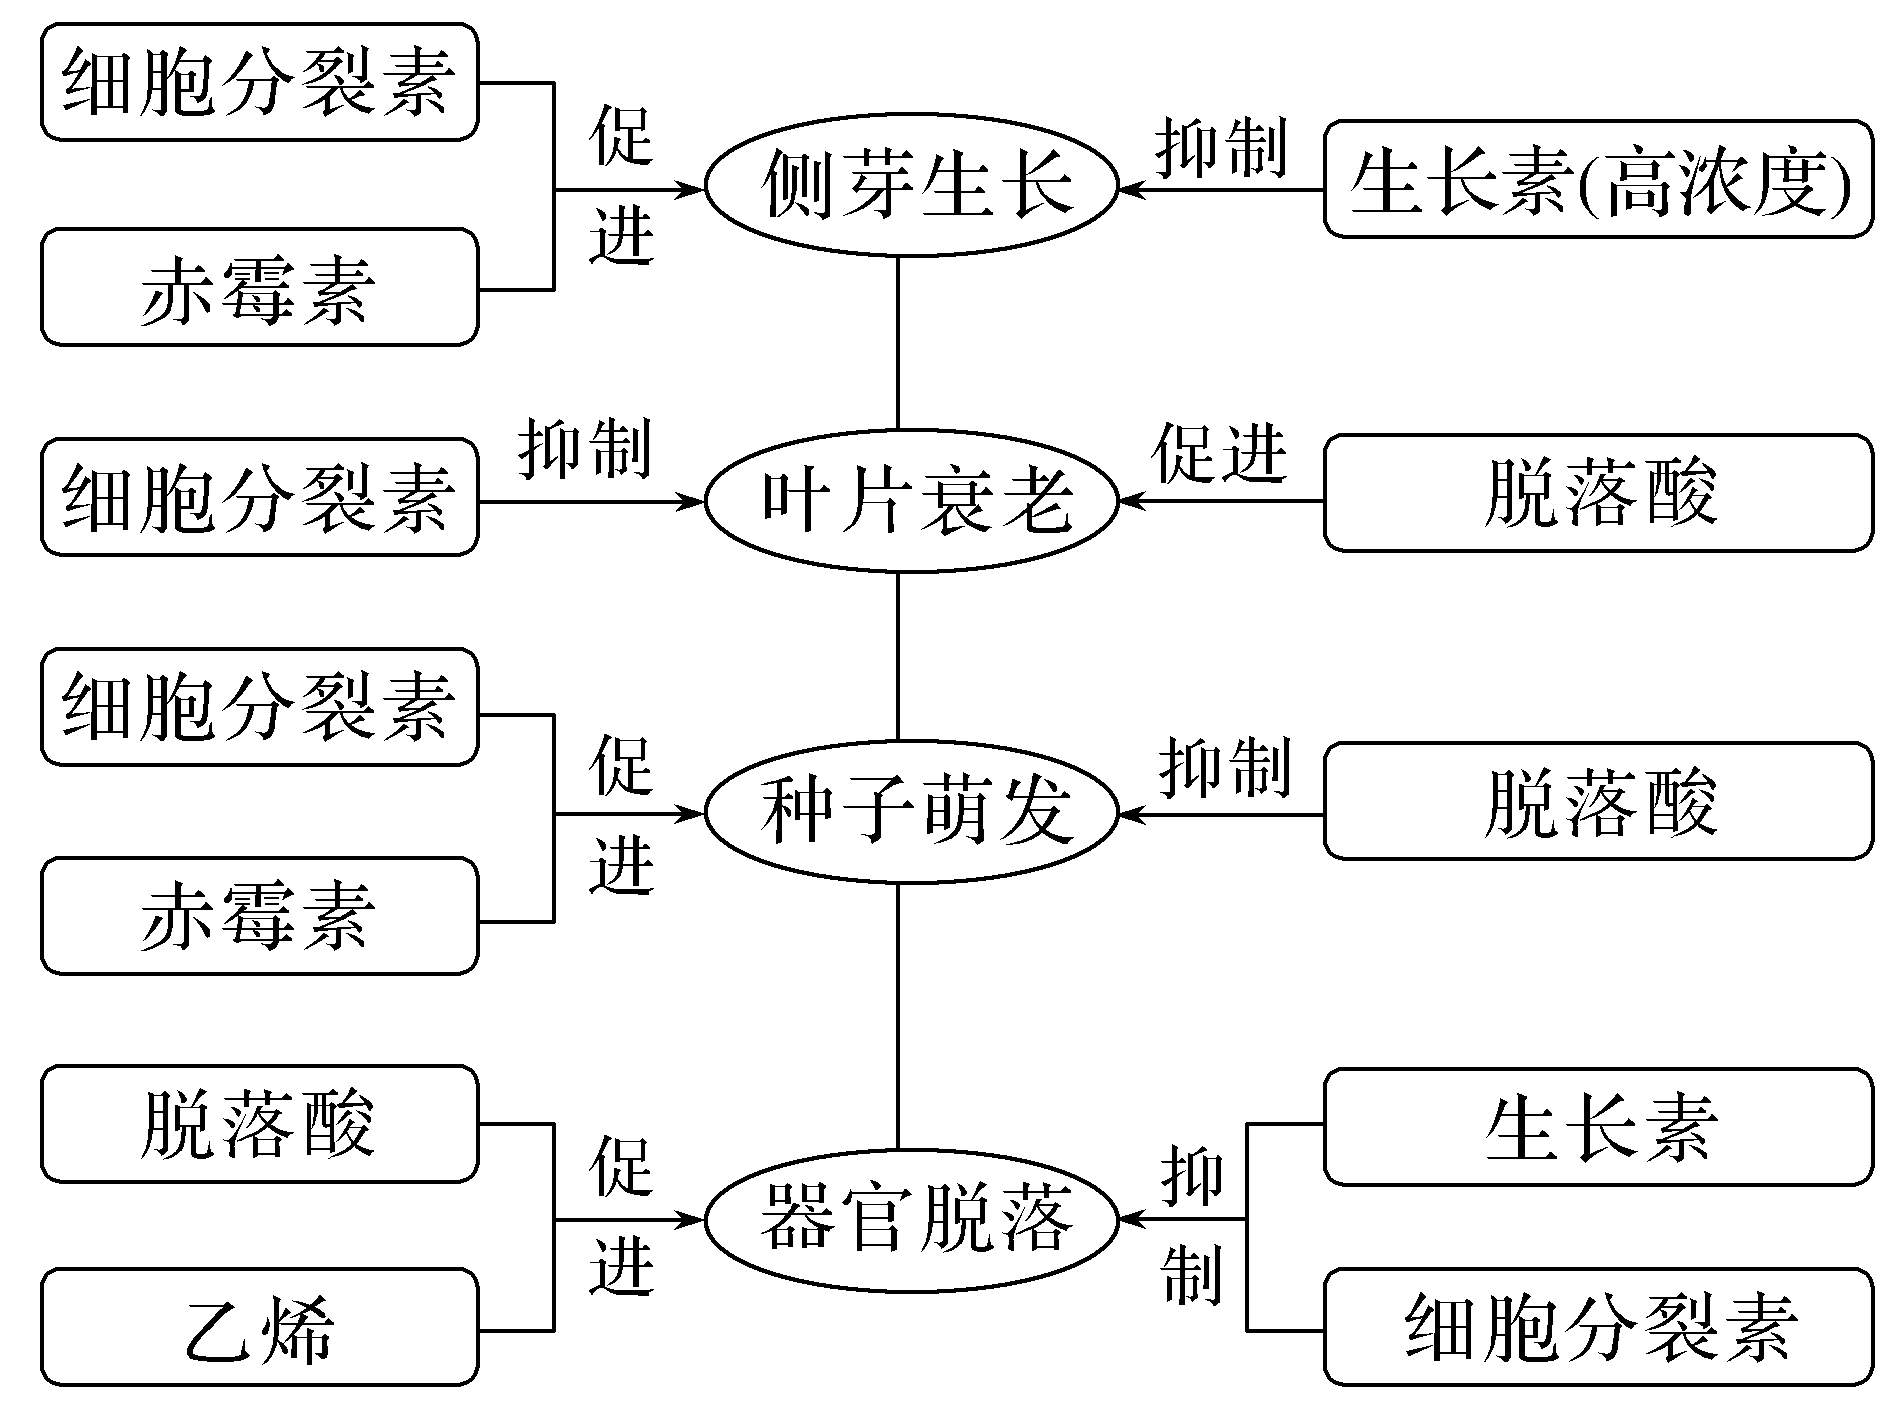 细胞分裂素
赤霉素
促
进
侧芽生长
抑制
生长素(高浓度)
细胞分裂素
抑制
叶片衰老
促进
脱落酸
细胞分裂素
赤霉素
促
进
种子萌发
抑制
脱落酸
脱落酸
乙烯
促
进
器官脱落
抑
制
生长素
细胞分裂素